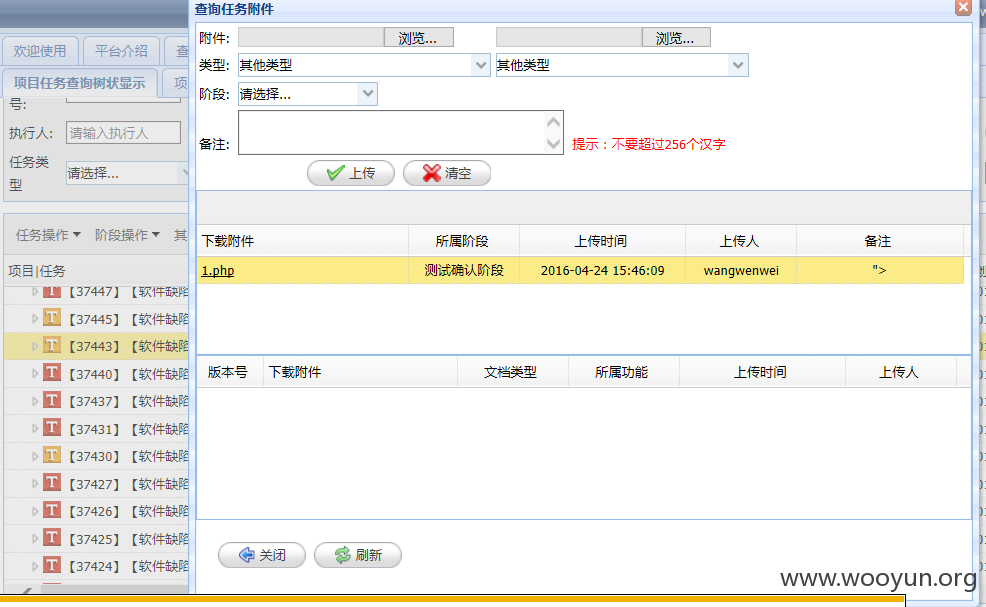 查询任务附件
欢迎使用 平台介绍 查
项目任务查询树状显示 项
号:
执行人: 请输入执行人
任务类型 请选择...
任务操作 阶段操作 其
项目|任务
T 【37447】【软件缺陷
T 【37445】【软件缺陷
T 【37443】【软件缺陷
T 【37440】【软件缺陷
T 【37437】【软件缺陷
T 【37431】【软件缺陷
T 【37430】【软件缺陷
T 【37427】【软件缺陷
T 【37426】【软件缺陷
T 【37425】【软件缺陷
T 【37424】【软件缺陷
附件: 浏览... 浏览...
类型: 其他类型 其他类型
阶段: 请选择...
备注: 提示：不要超过256个汉字
上传 清空
下载附件 所属阶段 上传时间 上传人 备注
1.php 测试确认阶段 2016-04-24 15:46:09 wangwenwei ">
版本号 下载附件 文档类型 所属功能 上传时间 上传人
关闭 刷新
www.wooyun.org